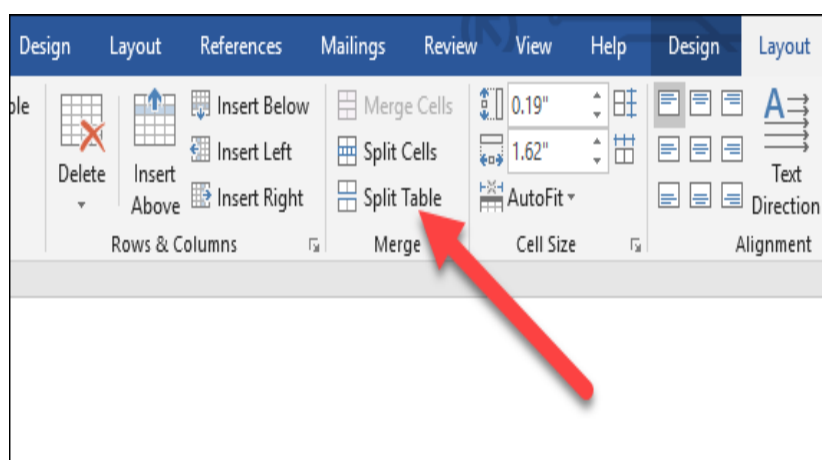 Design Layout References Mailings Review View Help Design Layout
ble Insert Below Merge Cells 0.19"
Delete Insert Above Insert Left Split Cells 1.62" Text Direction
Insert Right Split Table AutoFit
Rows & Columns Merge Cell Size Alignment